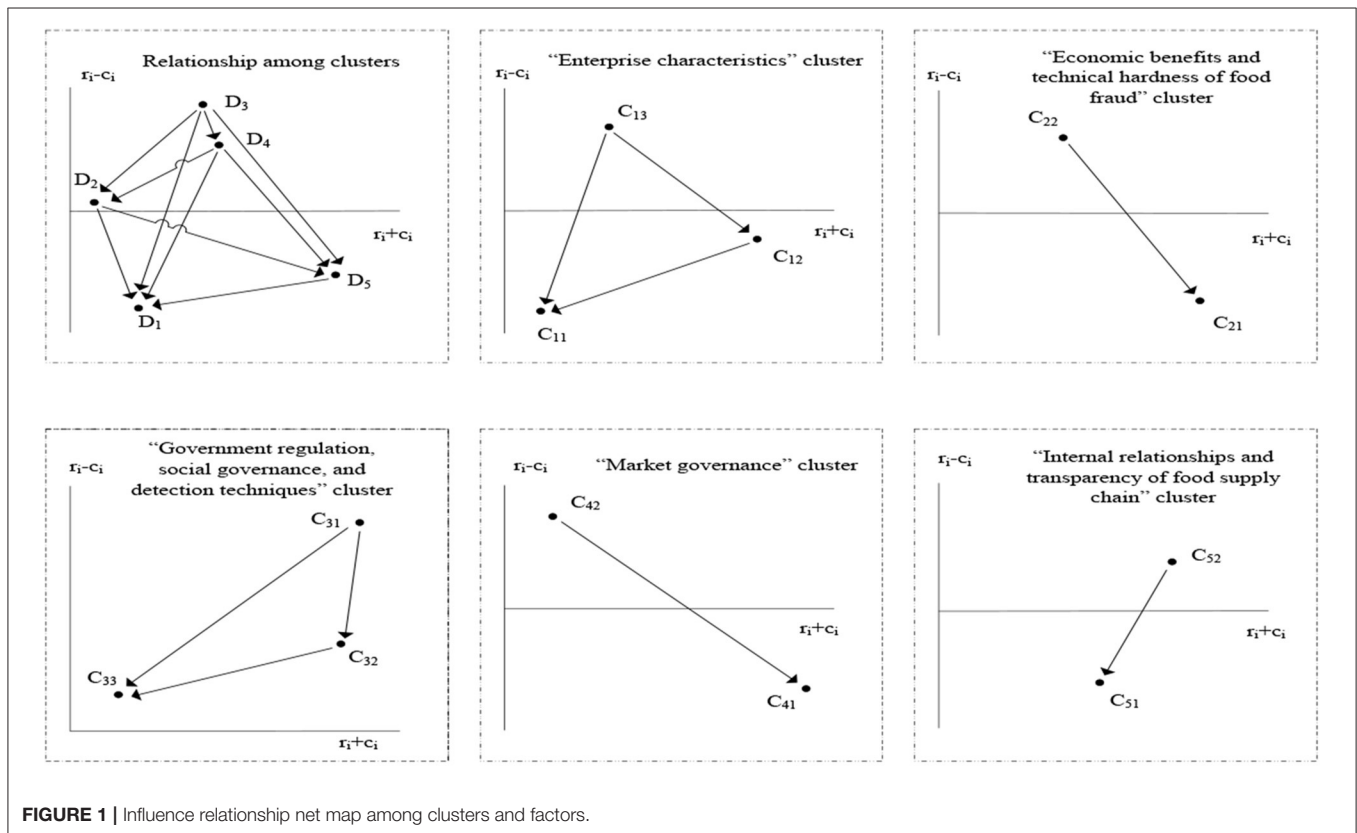 Relationship among clusters
rᵢ-cᵢ
D₃
D₄
D₂
rᵢ+cᵢ
D₅
D₁
“Enterprise characteristics” cluster
rᵢ-cᵢ
C₁₃
rᵢ+cᵢ
C₁₂
C₁₁
“Economic benefits and
technical hardness of food
fraud” cluster
rᵢ-cᵢ
C₂₂
rᵢ+cᵢ
C₂₁
“Government regulation,
social governance, and
detection techniques” cluster
rᵢ-cᵢ
C₃₁
C₃₂
C₃₃
rᵢ+cᵢ
“Market governance” cluster
rᵢ-cᵢ
C₄₂
rᵢ+cᵢ
C₄₁
“Internal relationships and
transparency of food supply
chain” cluster
rᵢ-cᵢ
C₅₂
rᵢ+cᵢ
C₅₁
FIGURE 1 | Influence relationship net map among clusters and factors.